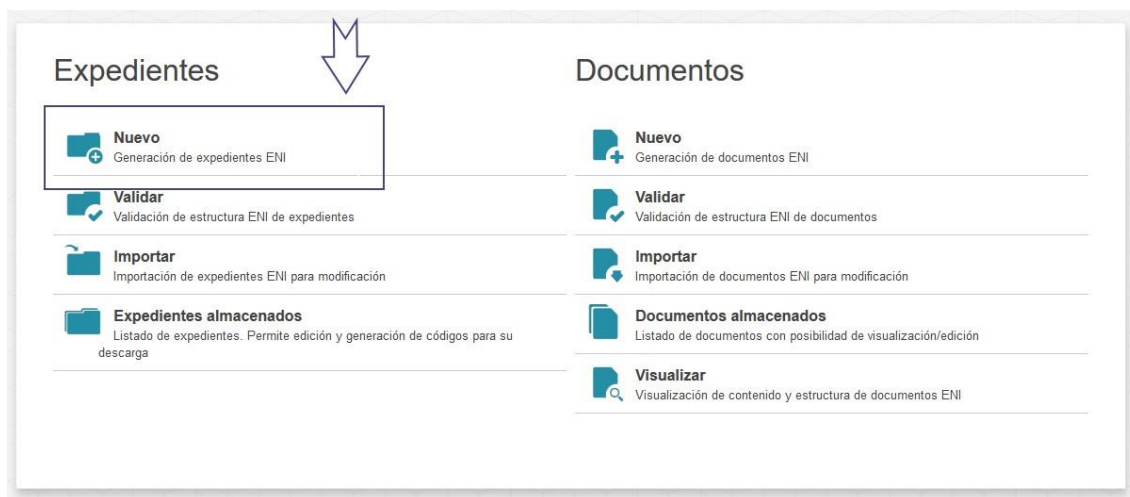 Expedientes
Nuevo
Generación de expedientes ENI
Validar
Validación de estructura ENI de expedientes
Importar
Importación de expedientes ENI para modificación
Expedientes almacenados
Listado de expedientes. Permite edición y generación de códigos para su
descarga
Documentos
Nuevo
Generación de documentos ENI
Validar
Validación de estructura ENI de documentos
Importar
Importación de documentos ENI para modificación
Documentos almacenados
Listado de documentos con posibilidad de visualización/edición
Visualizar
Visualización de contenido y estructura de documentos ENI